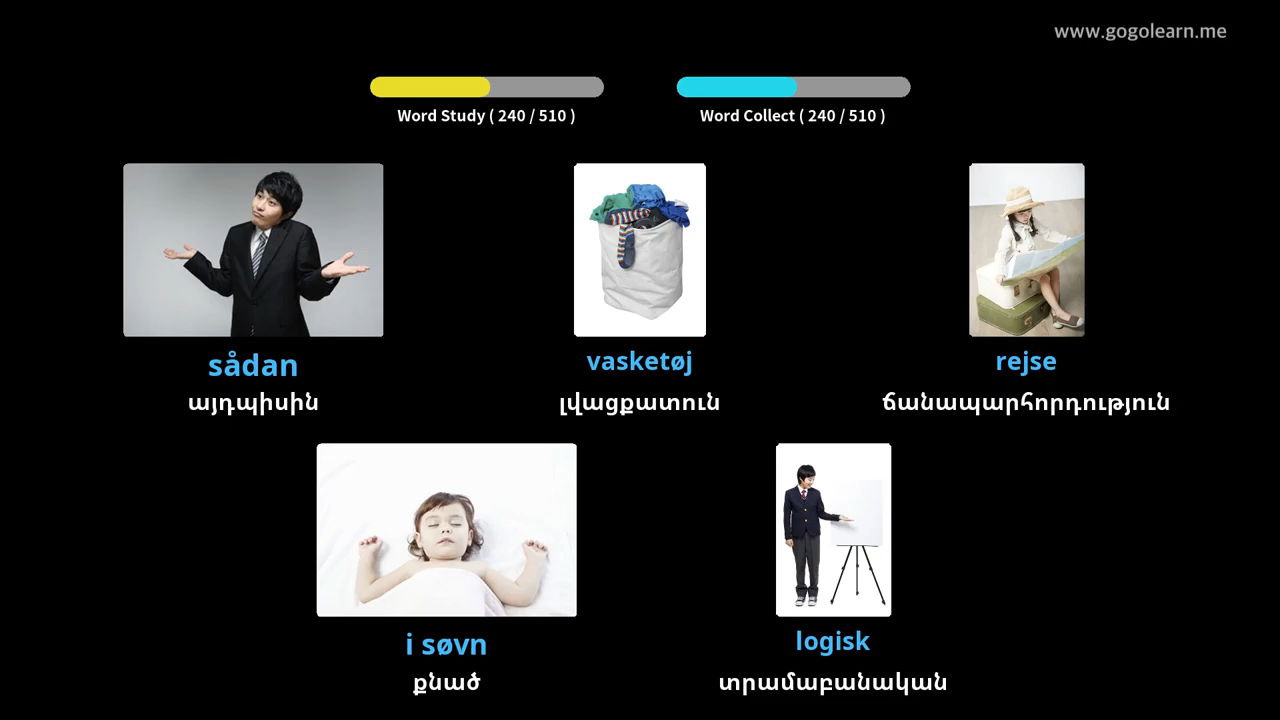 www.gogolearn.me
Word Study ( 240 / 510 )
Word Collect ( 240 / 510 )
sådan
vasketøj
rejse
այդպիսին
լվացքատուն
ճանապարհորդություն
i søvn
logisk
քնած
տրամաբանական